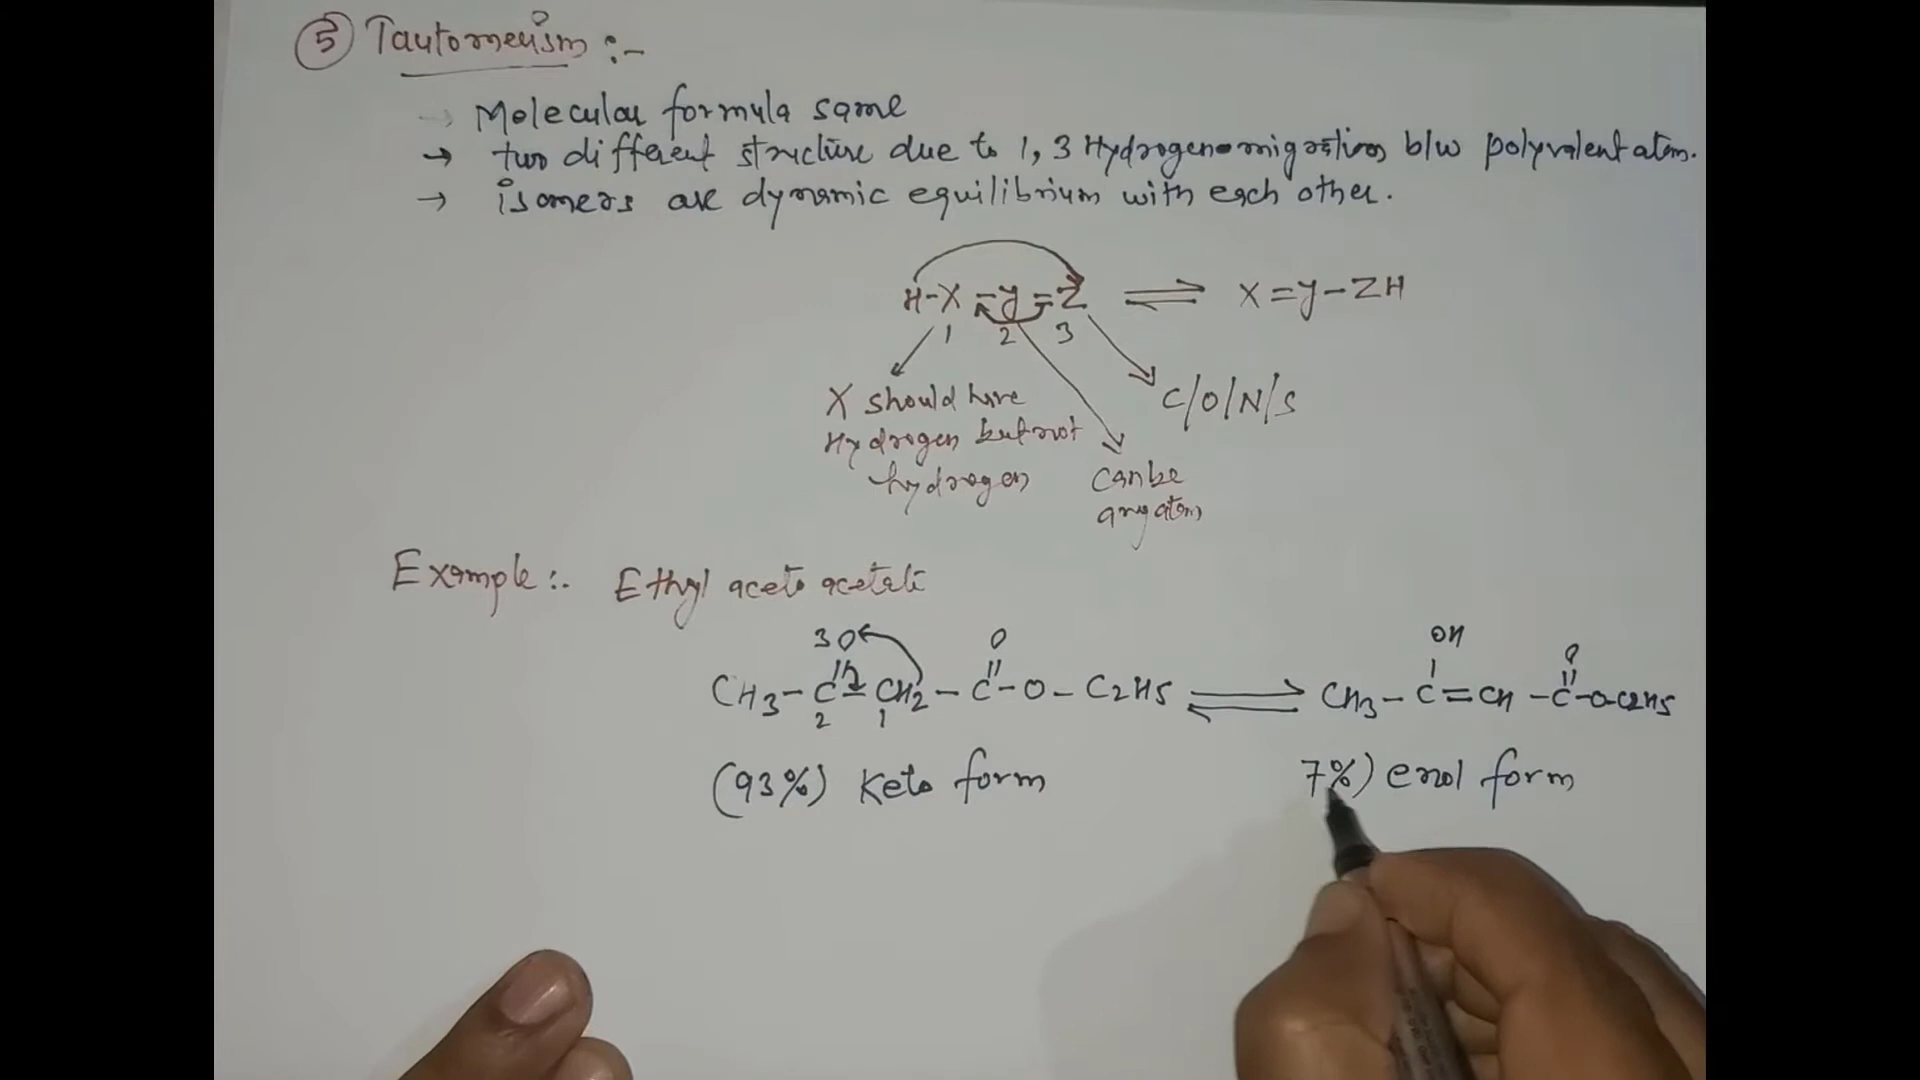 ⑤ Tautomerism :-
→ Molecular formula same
→ two different structure due to 1, 3 Hydrogen migration b/w polyvalent atom.
→ isomers are dynamic equilibrium with each other.
H-X-Y=Z ⇌ X=Y-ZH
1 2 3
X should have
Hydrogen but not
hydrogen
C/O/N/S
can be
any atom
Example:. Ethyl aceto acetate
3 O O OH O
CH3-C-CH2-C-O-C2H5 ⇌ CH3-C=CH-C-O-C2H5
2 1
(93%) Keto form 7%) enol form